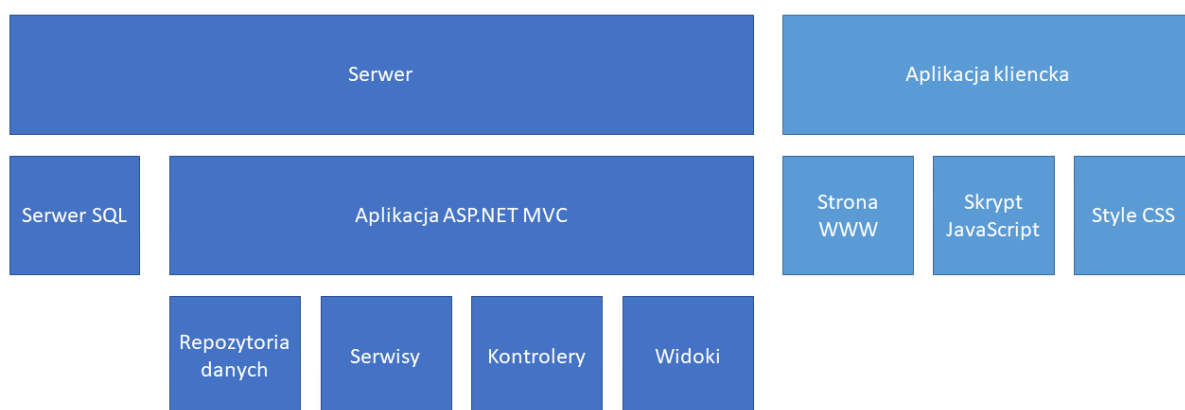 Serwer
Aplikacja kliencka
Serwer SQL
Aplikacja ASP.NET MVC
Strona
WWW
Skrypt
JavaScript
Style CSS
Repozytoria
danych
Serwisy
Kontrolery
Widoki